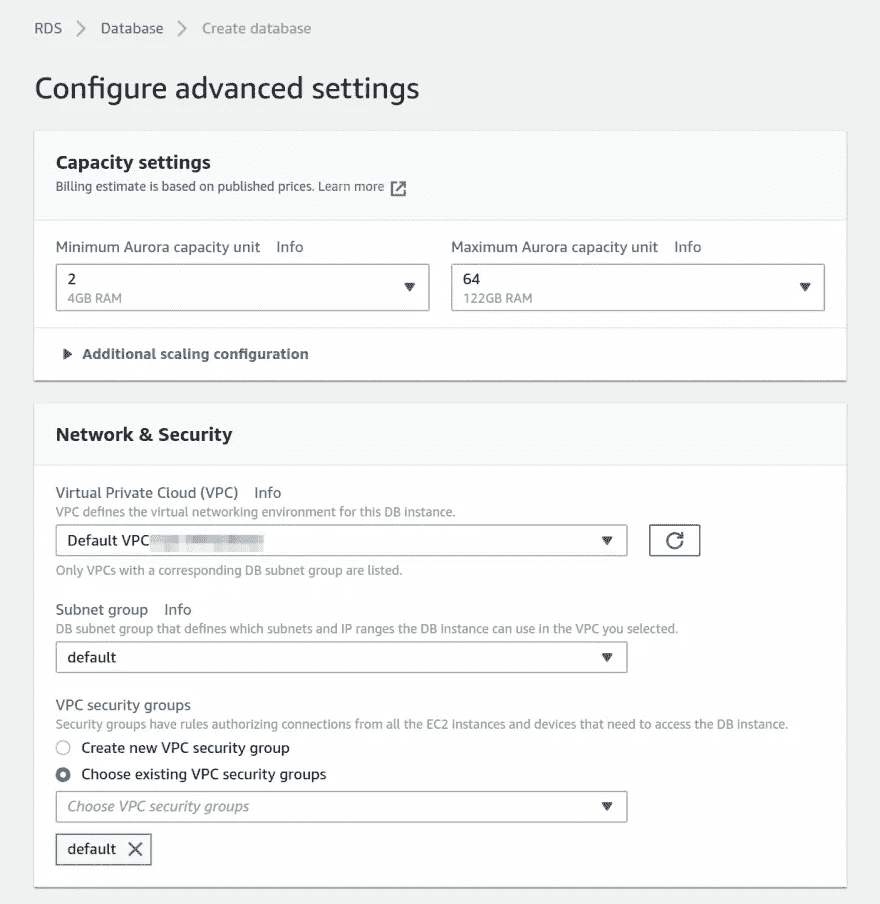 RDS > Database > Create database
Configure advanced settings
Capacity settings
Billing estimate is based on published prices. Learn more
Minimum Aurora capacity unit Info Maximum Aurora capacity unit Info
2 64
4GB RAM 122GB RAM
Additional scaling configuration
Network & Security
Virtual Private Cloud (VPC) Info
VPC defines the virtual networking environment for this DB instance.
Default VPC
Only VPCs with a corresponding DB subnet group are listed.
Subnet group Info
DB subnet group that defines which subnets and IP ranges the DB instance can use in the VPC you selected.
default
VPC security groups
Security groups have rules authorizing connections from all the EC2 instances and devices that need to access the DB instance.
Create new VPC security group
Choose existing VPC security groups
Choose VPC security groups
default